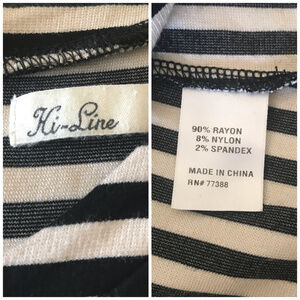 Hi-Line
90% RAYON
8% NYLON
2% SPANDEX
MADE IN CHINA
RN# 77388